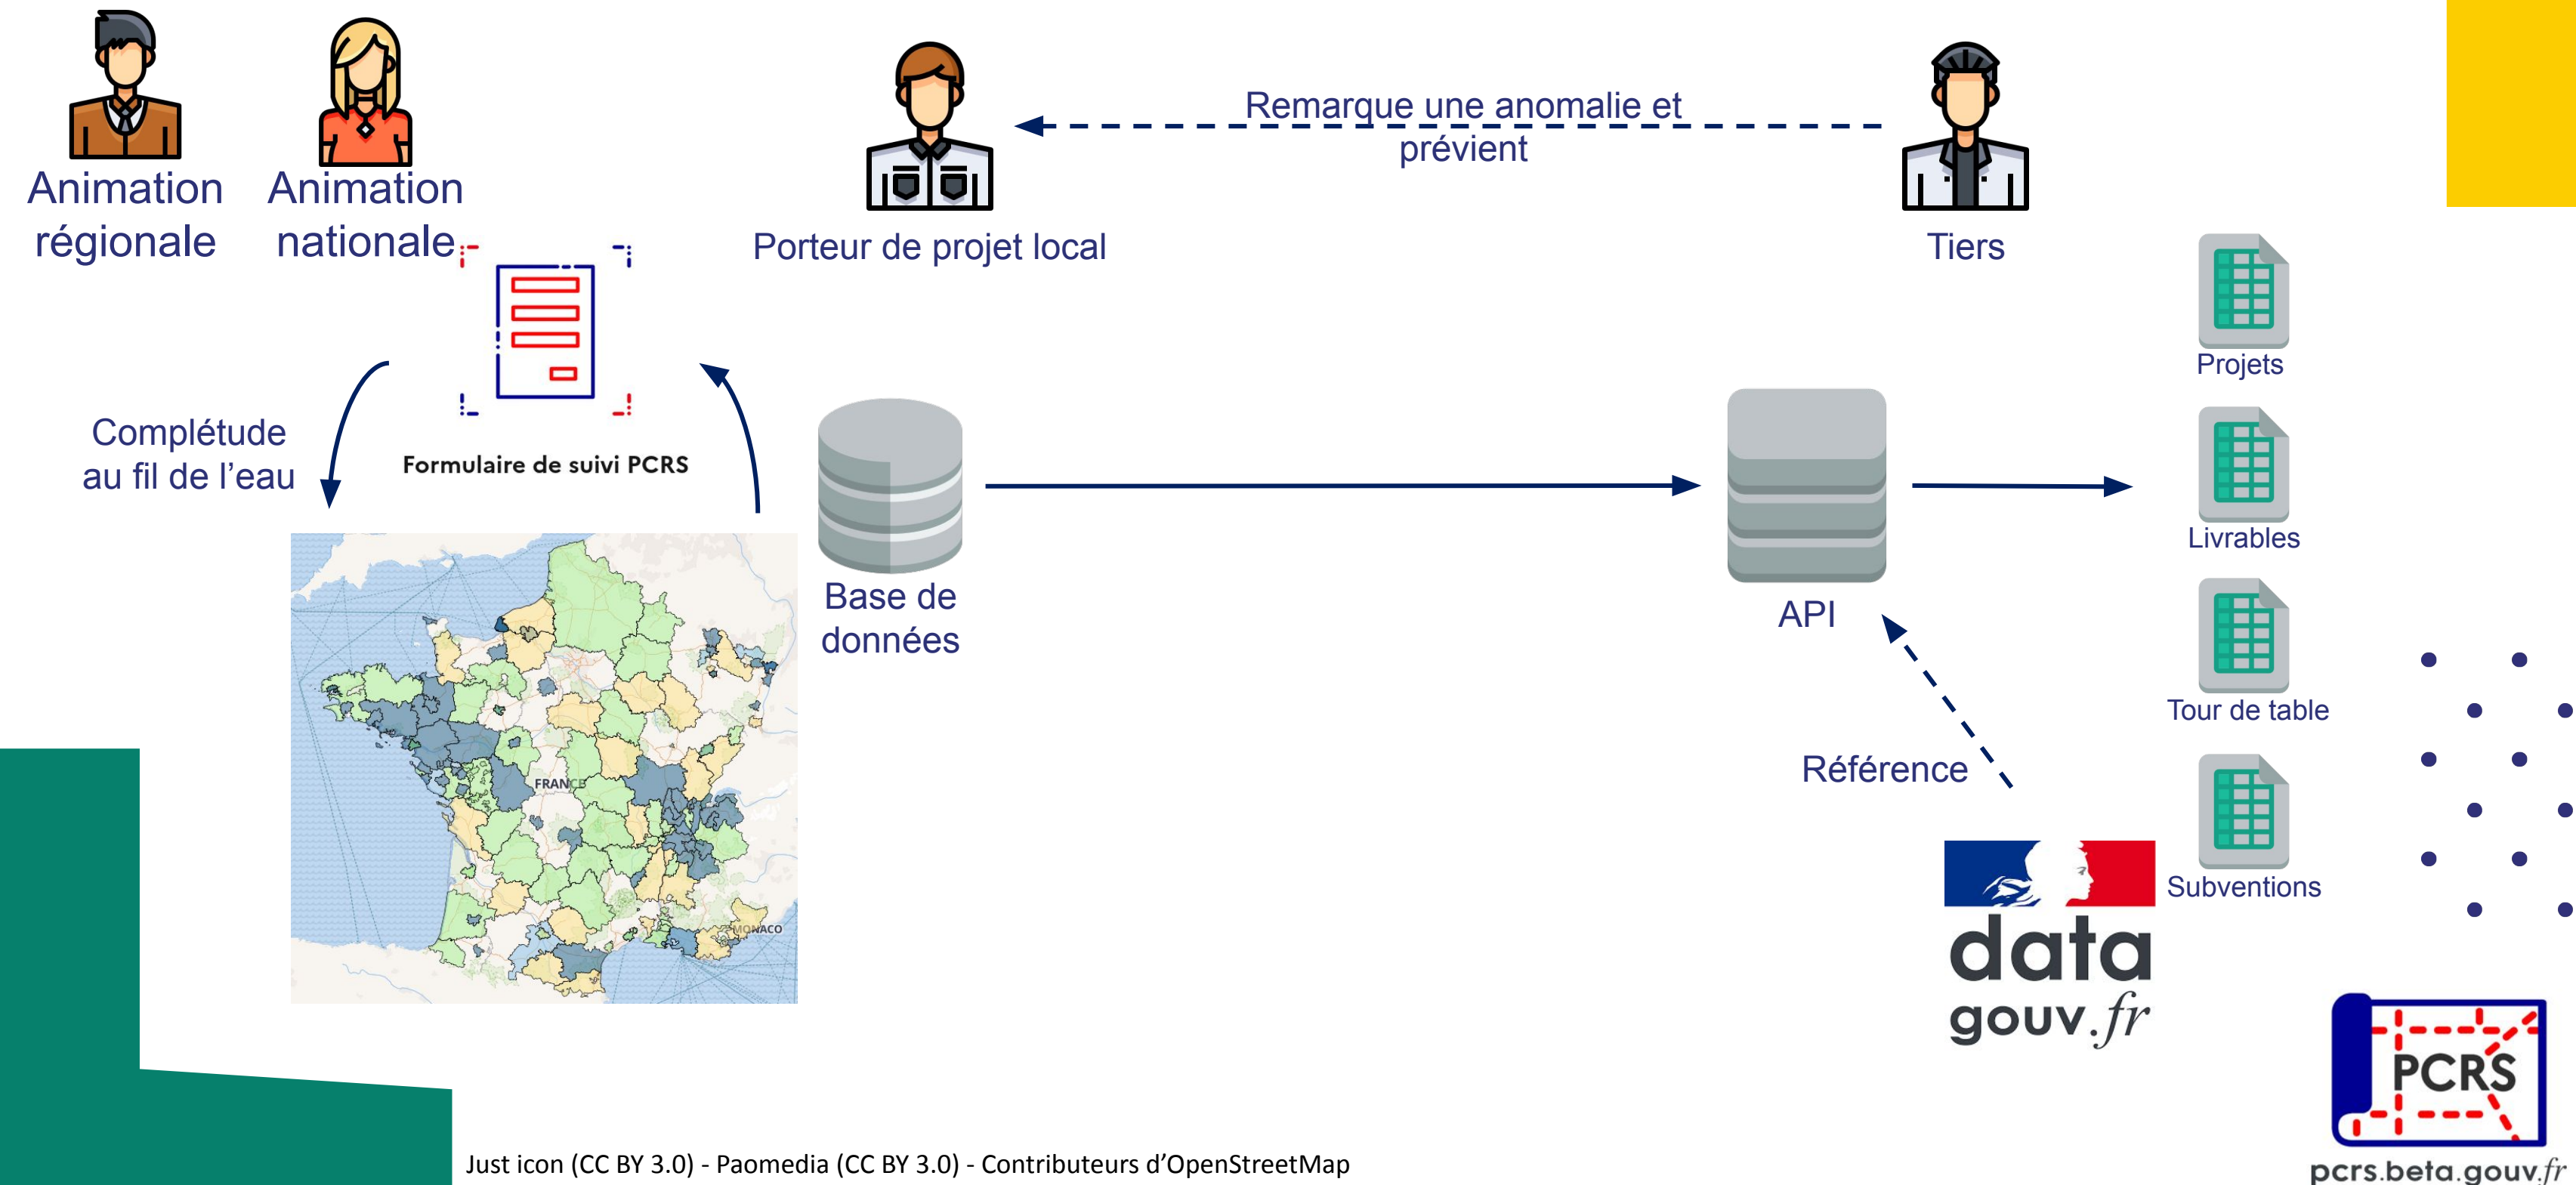 Animation
régionale
Animation
nationale
Porteur de projet local
Remarque une anomalie et
prévient
Tiers
Projets
Complétude
au fil de l’eau
Formulaire de suivi PCRS
Livrables
Base de
données
API
Tour de table
Référence
Subventions
FRANCE
MONACO
data
gouv.fr
PCRS
pcrs.beta.gouv.fr
Just icon (CC BY 3.0) - Paomedia (CC BY 3.0) - Contributeurs d’OpenStreetMap